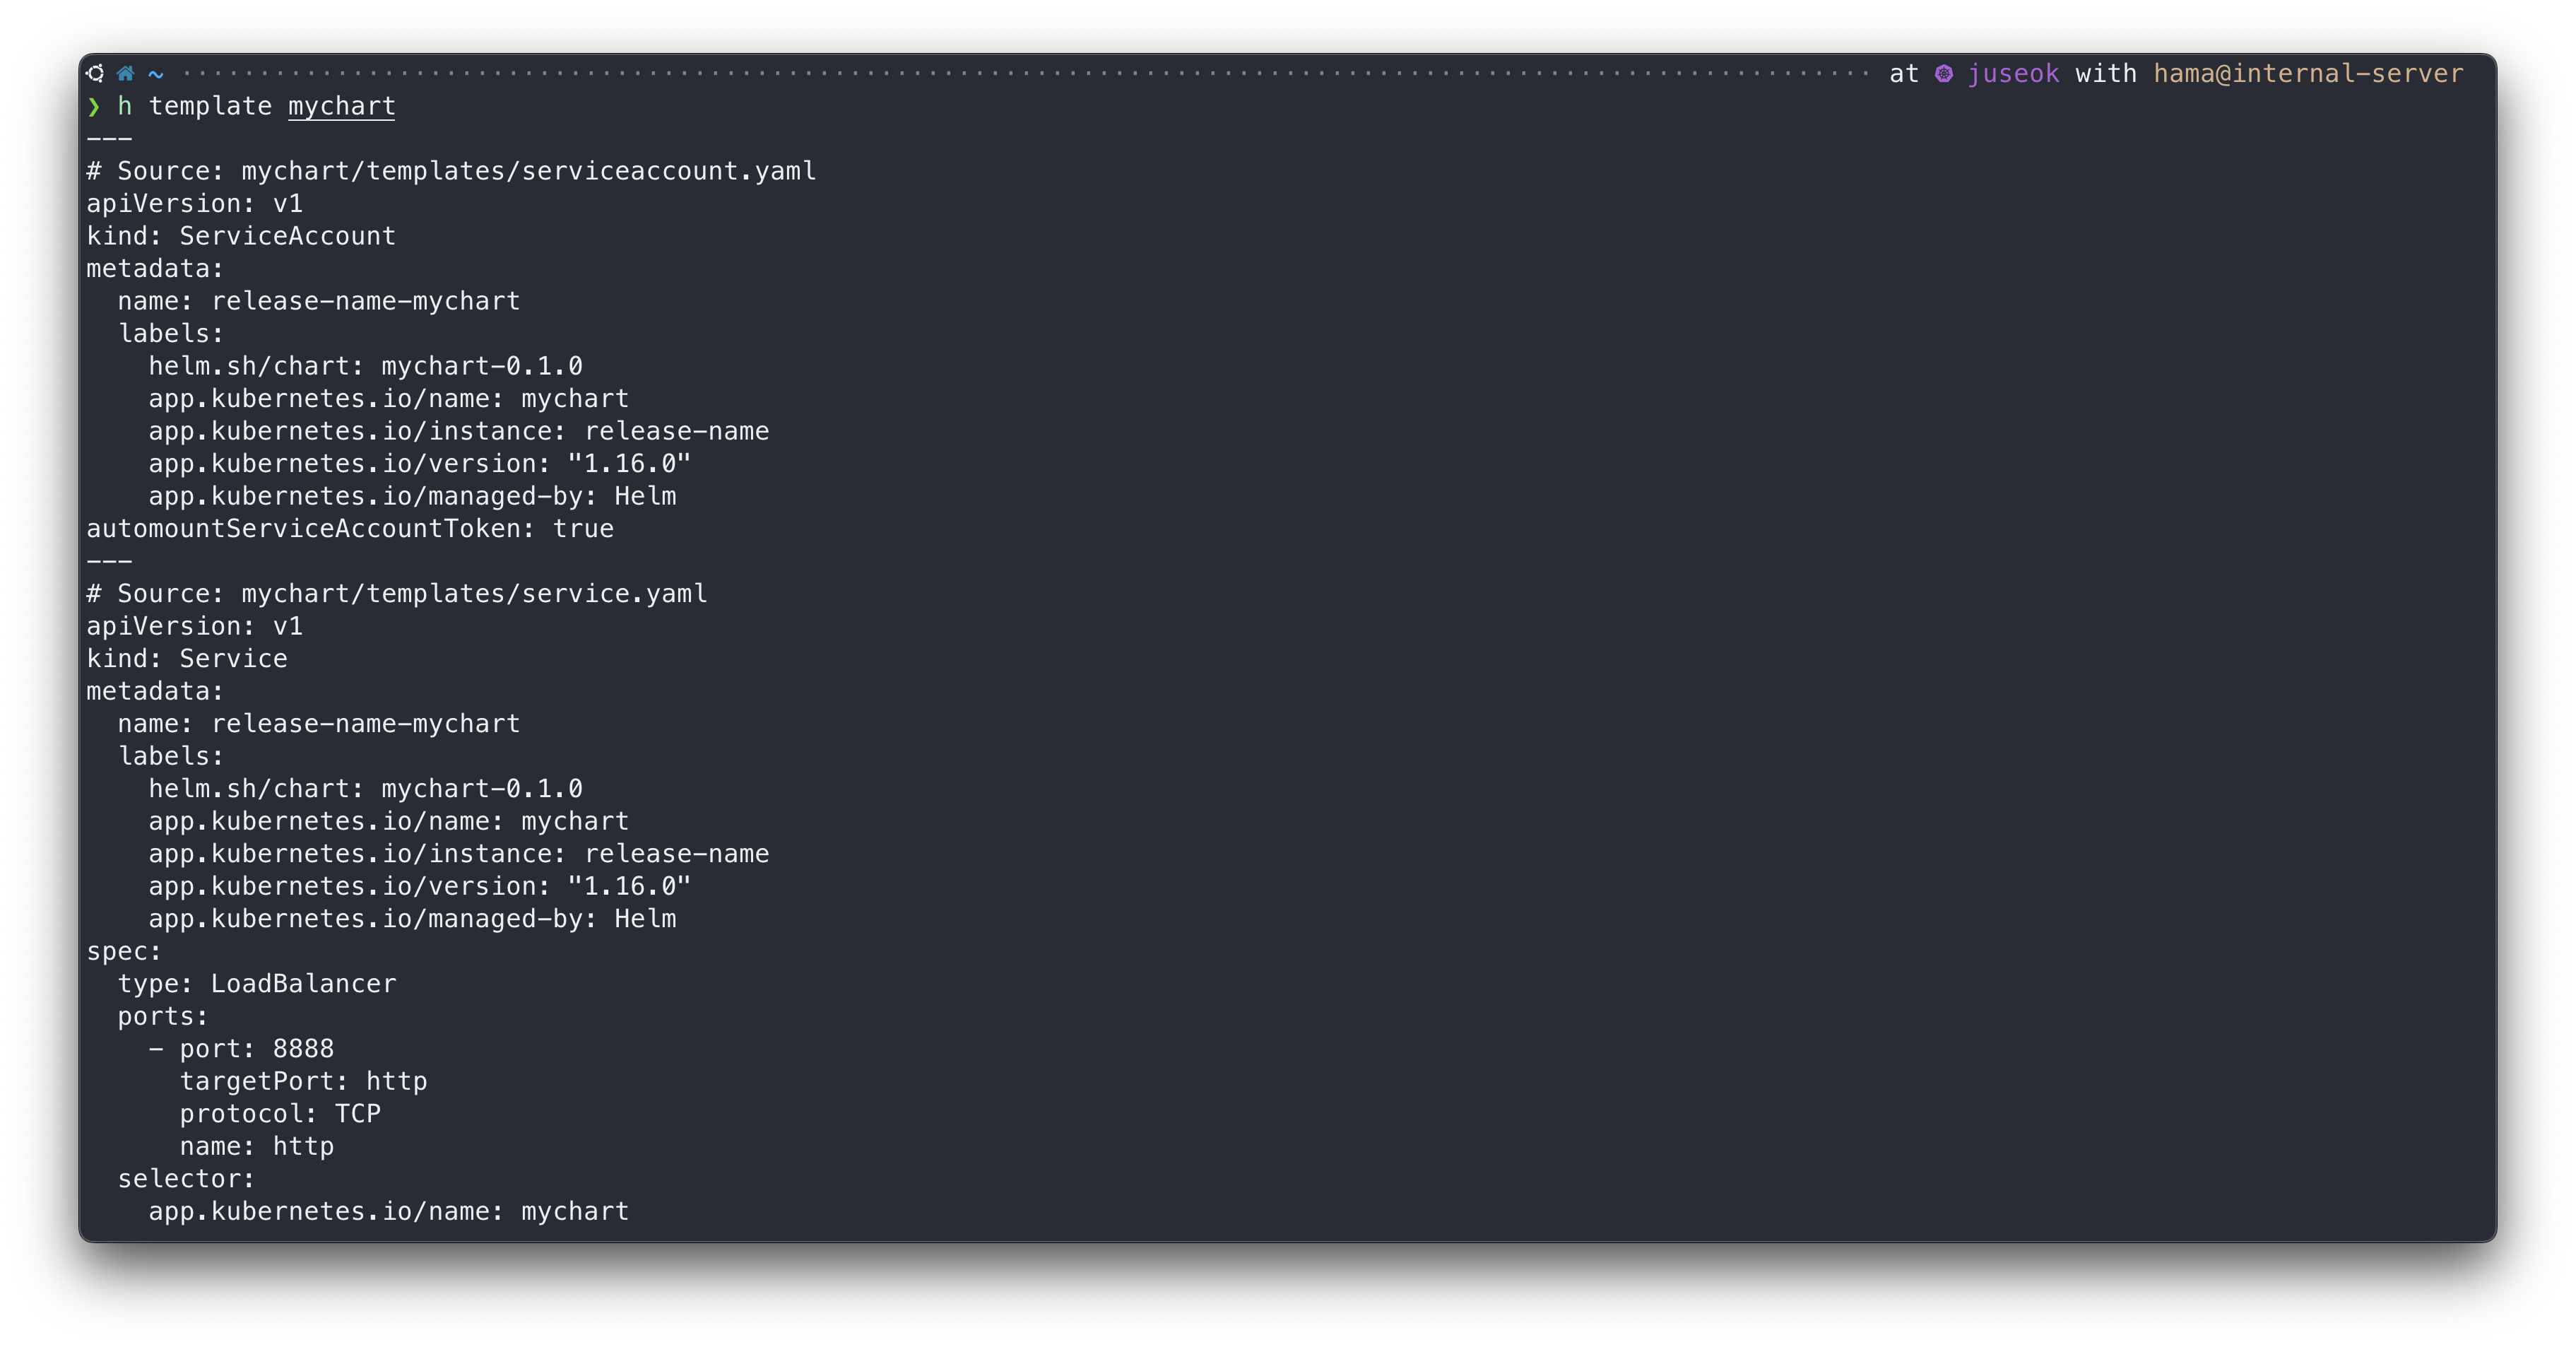 ~ ············································································································· at juseok with hama@internal-server
❯ h template mychart
---
# Source: mychart/templates/serviceaccount.yaml
apiVersion: v1
kind: ServiceAccount
metadata:
  name: release-name-mychart
  labels:
    helm.sh/chart: mychart-0.1.0
    app.kubernetes.io/name: mychart
    app.kubernetes.io/instance: release-name
    app.kubernetes.io/version: "1.16.0"
    app.kubernetes.io/managed-by: Helm
automountServiceAccountToken: true
---
# Source: mychart/templates/service.yaml
apiVersion: v1
kind: Service
metadata:
  name: release-name-mychart
  labels:
    helm.sh/chart: mychart-0.1.0
    app.kubernetes.io/name: mychart
    app.kubernetes.io/instance: release-name
    app.kubernetes.io/version: "1.16.0"
    app.kubernetes.io/managed-by: Helm
spec:
  type: LoadBalancer
  ports:
    - port: 8888
      targetPort: http
      protocol: TCP
      name: http
  selector:
    app.kubernetes.io/name: mychart